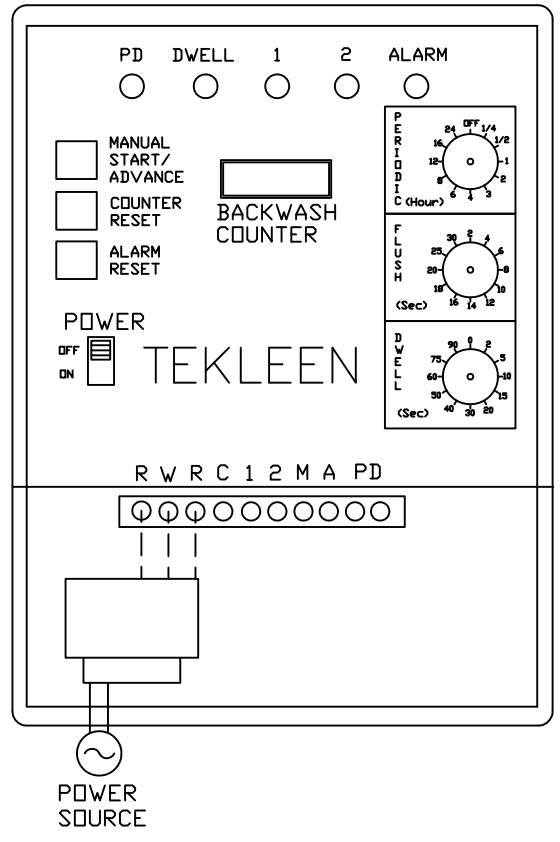 PD DWELL 1 2 ALARM
MANUAL
START/
ADVANCE
COUNTER
RESET
ALARM
RESET
BACKWASH
COUNTER
PERIODIC
(Hour)
OFF
1/4
1/2
1
2
3
4
6
8
12
16
24
FLUSH
(Sec)
2
4
6
8
10
12
14
16
18
20
25
30
DWELL
(Sec)
0
2
5
10
15
20
30
40
50
60
75
90
POWER
OFF
ON
TEKLEEN
R W R C 1 2 M A PD
POWER
SOURCE